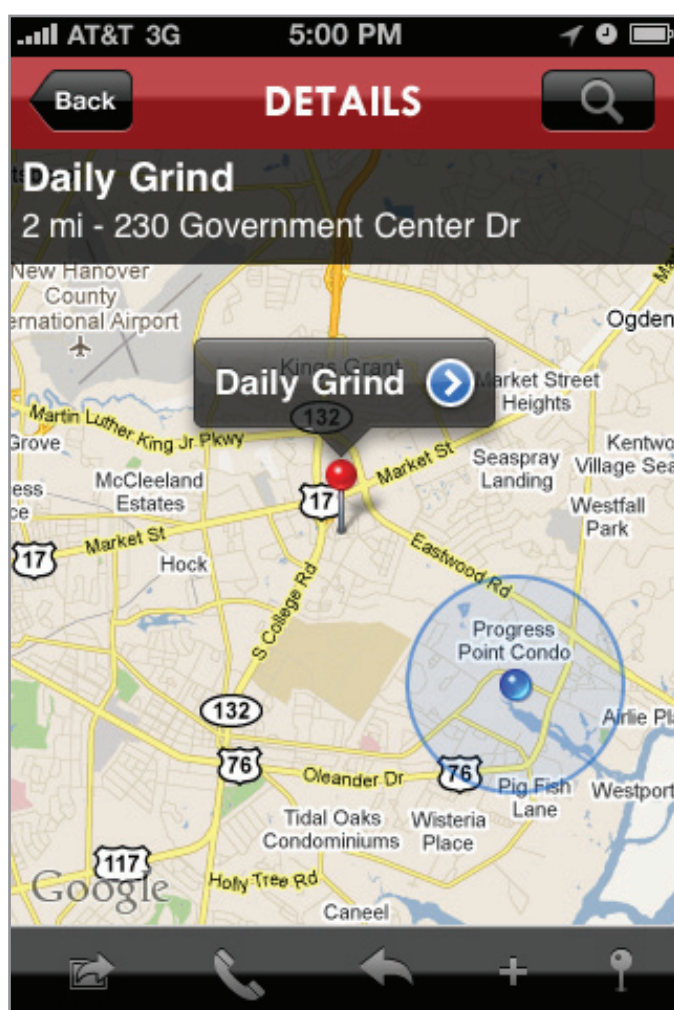 AT&T 3G 5:00 PM
Back DETAILS
Daily Grind
2 mi - 230 Government Center Dr
New Hanover
County
ernational Airport
Ogden
Kings Grant
Daily Grind
Market Street
Heights
132
Martin Luther King Jr Pkwy
Grove
Market St
Seaspray
Landing
Kentwo
Village Sea
ess
ce
McCleeland
Estates
17
Westfall
Park
17
Market St
Hock
Eastwood Rd
S College Rd
Progress
Point Condo
132
Airlie Pla
76
Oleander Dr
76
Pig Fish
Lane
Westport
Tidal Oaks
Condominiums
Wisteria
Place
117
Google
Holly Tree Rd
Caneel